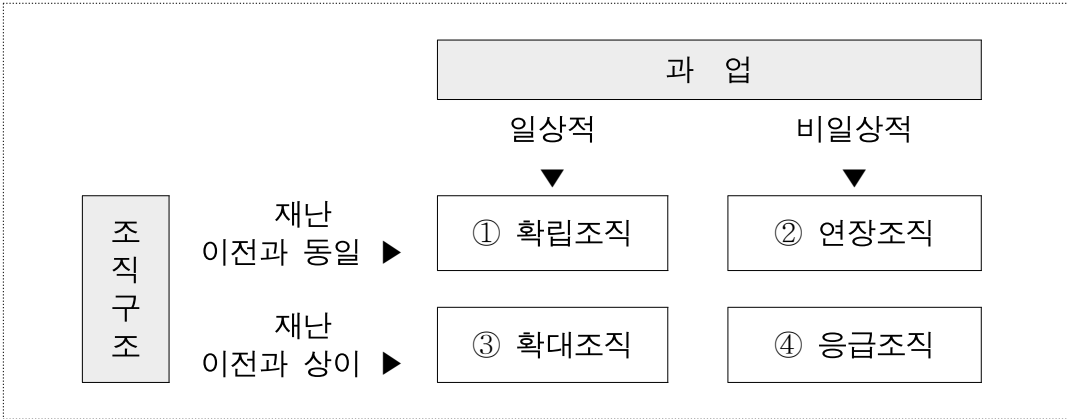 과 업
일상적 비일상적
▼ ▼
조직구조
재난
이전과 동일 ▶
① 확립조직 ② 연장조직
재난
이전과 상이 ▶
③ 확대조직 ④ 응급조직